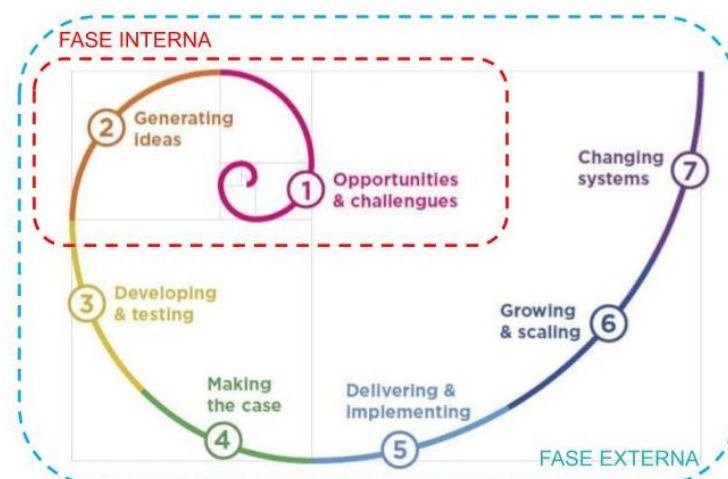 FASE INTERNA
1
Opportunities
& challengues
2
Generating
ideas
3
Developing
& testing
4
Making
the case
5
Delivering &
implementing
6
Growing
& scaling
7
Changing
systems
FASE EXTERNA